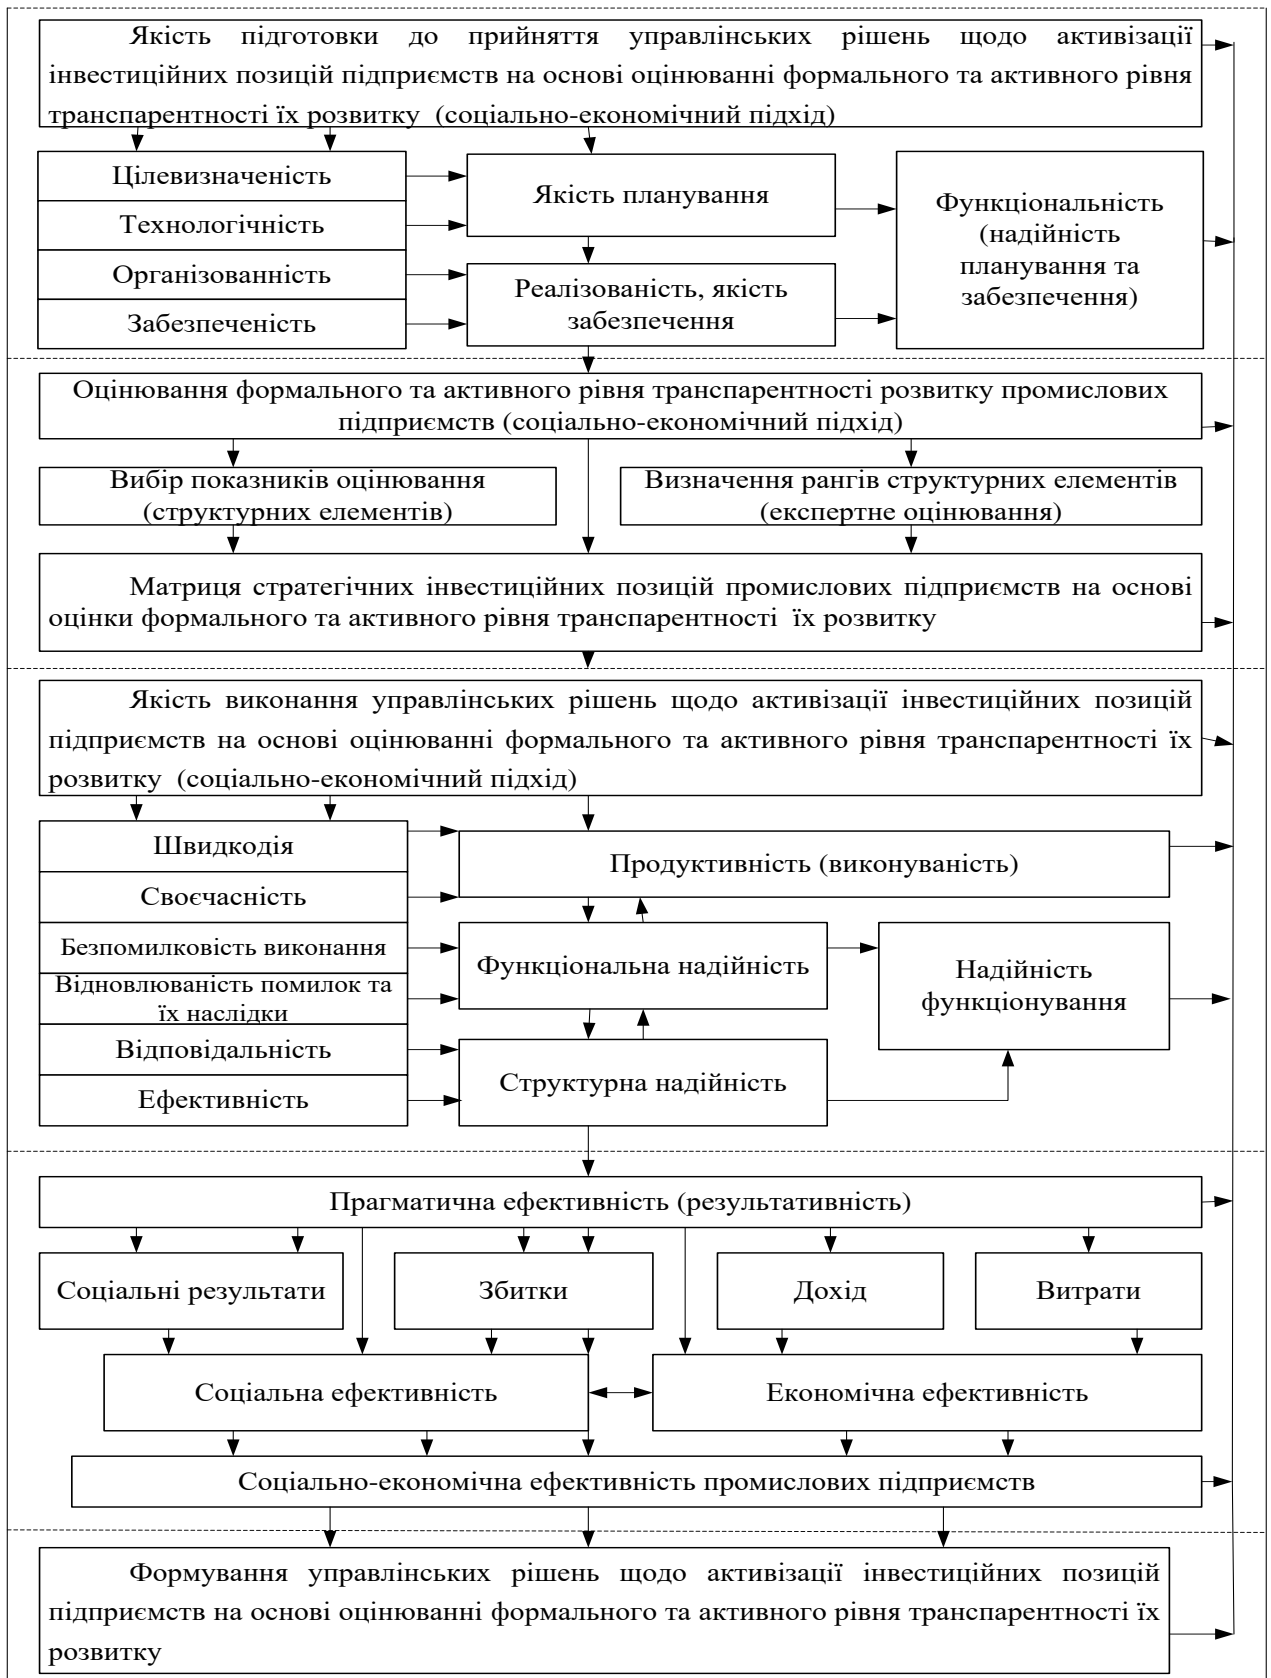 Якість підготовки до прийняття управлінських рішень щодо активізації
інвестиційних позицій підприємств на основі оцінюванні формального та активного рівня
транспарентності їх розвитку (соціально-економічний підхід)
Цілевизначеність
Технологічність
Організованність
Забезпеченість
Якість планування
Реалізованість, якість
забезпечення
Функціональність
(надійність
планування та
забезпечення)
Оцінювання формального та активного рівня транспарентності розвитку промислових
підприємств (соціально-економічний підхід)
Вибір показників оцінювання
(структурних елементів)
Визначення рангів структурних елементів
(експертне оцінювання)
Матриця стратегічних інвестиційних позицій промислових підприємств на основі
оцінки формального та активного рівня транспарентності їх розвитку
Якість виконання управлінських рішень щодо активізації інвестиційних позицій
підприємств на основі оцінюванні формального та активного рівня транспарентності їх
розвитку (соціально-економічний підхід)
Швидкодія
Своєчасність
Безпомилковість виконання
Відновлюваність помилок та
їх наслідки
Відповідальність
Ефективність
Продуктивність (виконуваність)
Функціональна надійність
Структурна надійність
Надійність
функціонування
Прагматична ефективність (результативність)
Соціальні результати
Збитки
Дохід
Витрати
Соціальна ефективність
Економічна ефективність
Соціально-економічна ефективність промислових підприємств
Формування управлінських рішень щодо активізації інвестиційних позицій
підприємств на основі оцінюванні формального та активного рівня транспарентності їх
розвитку